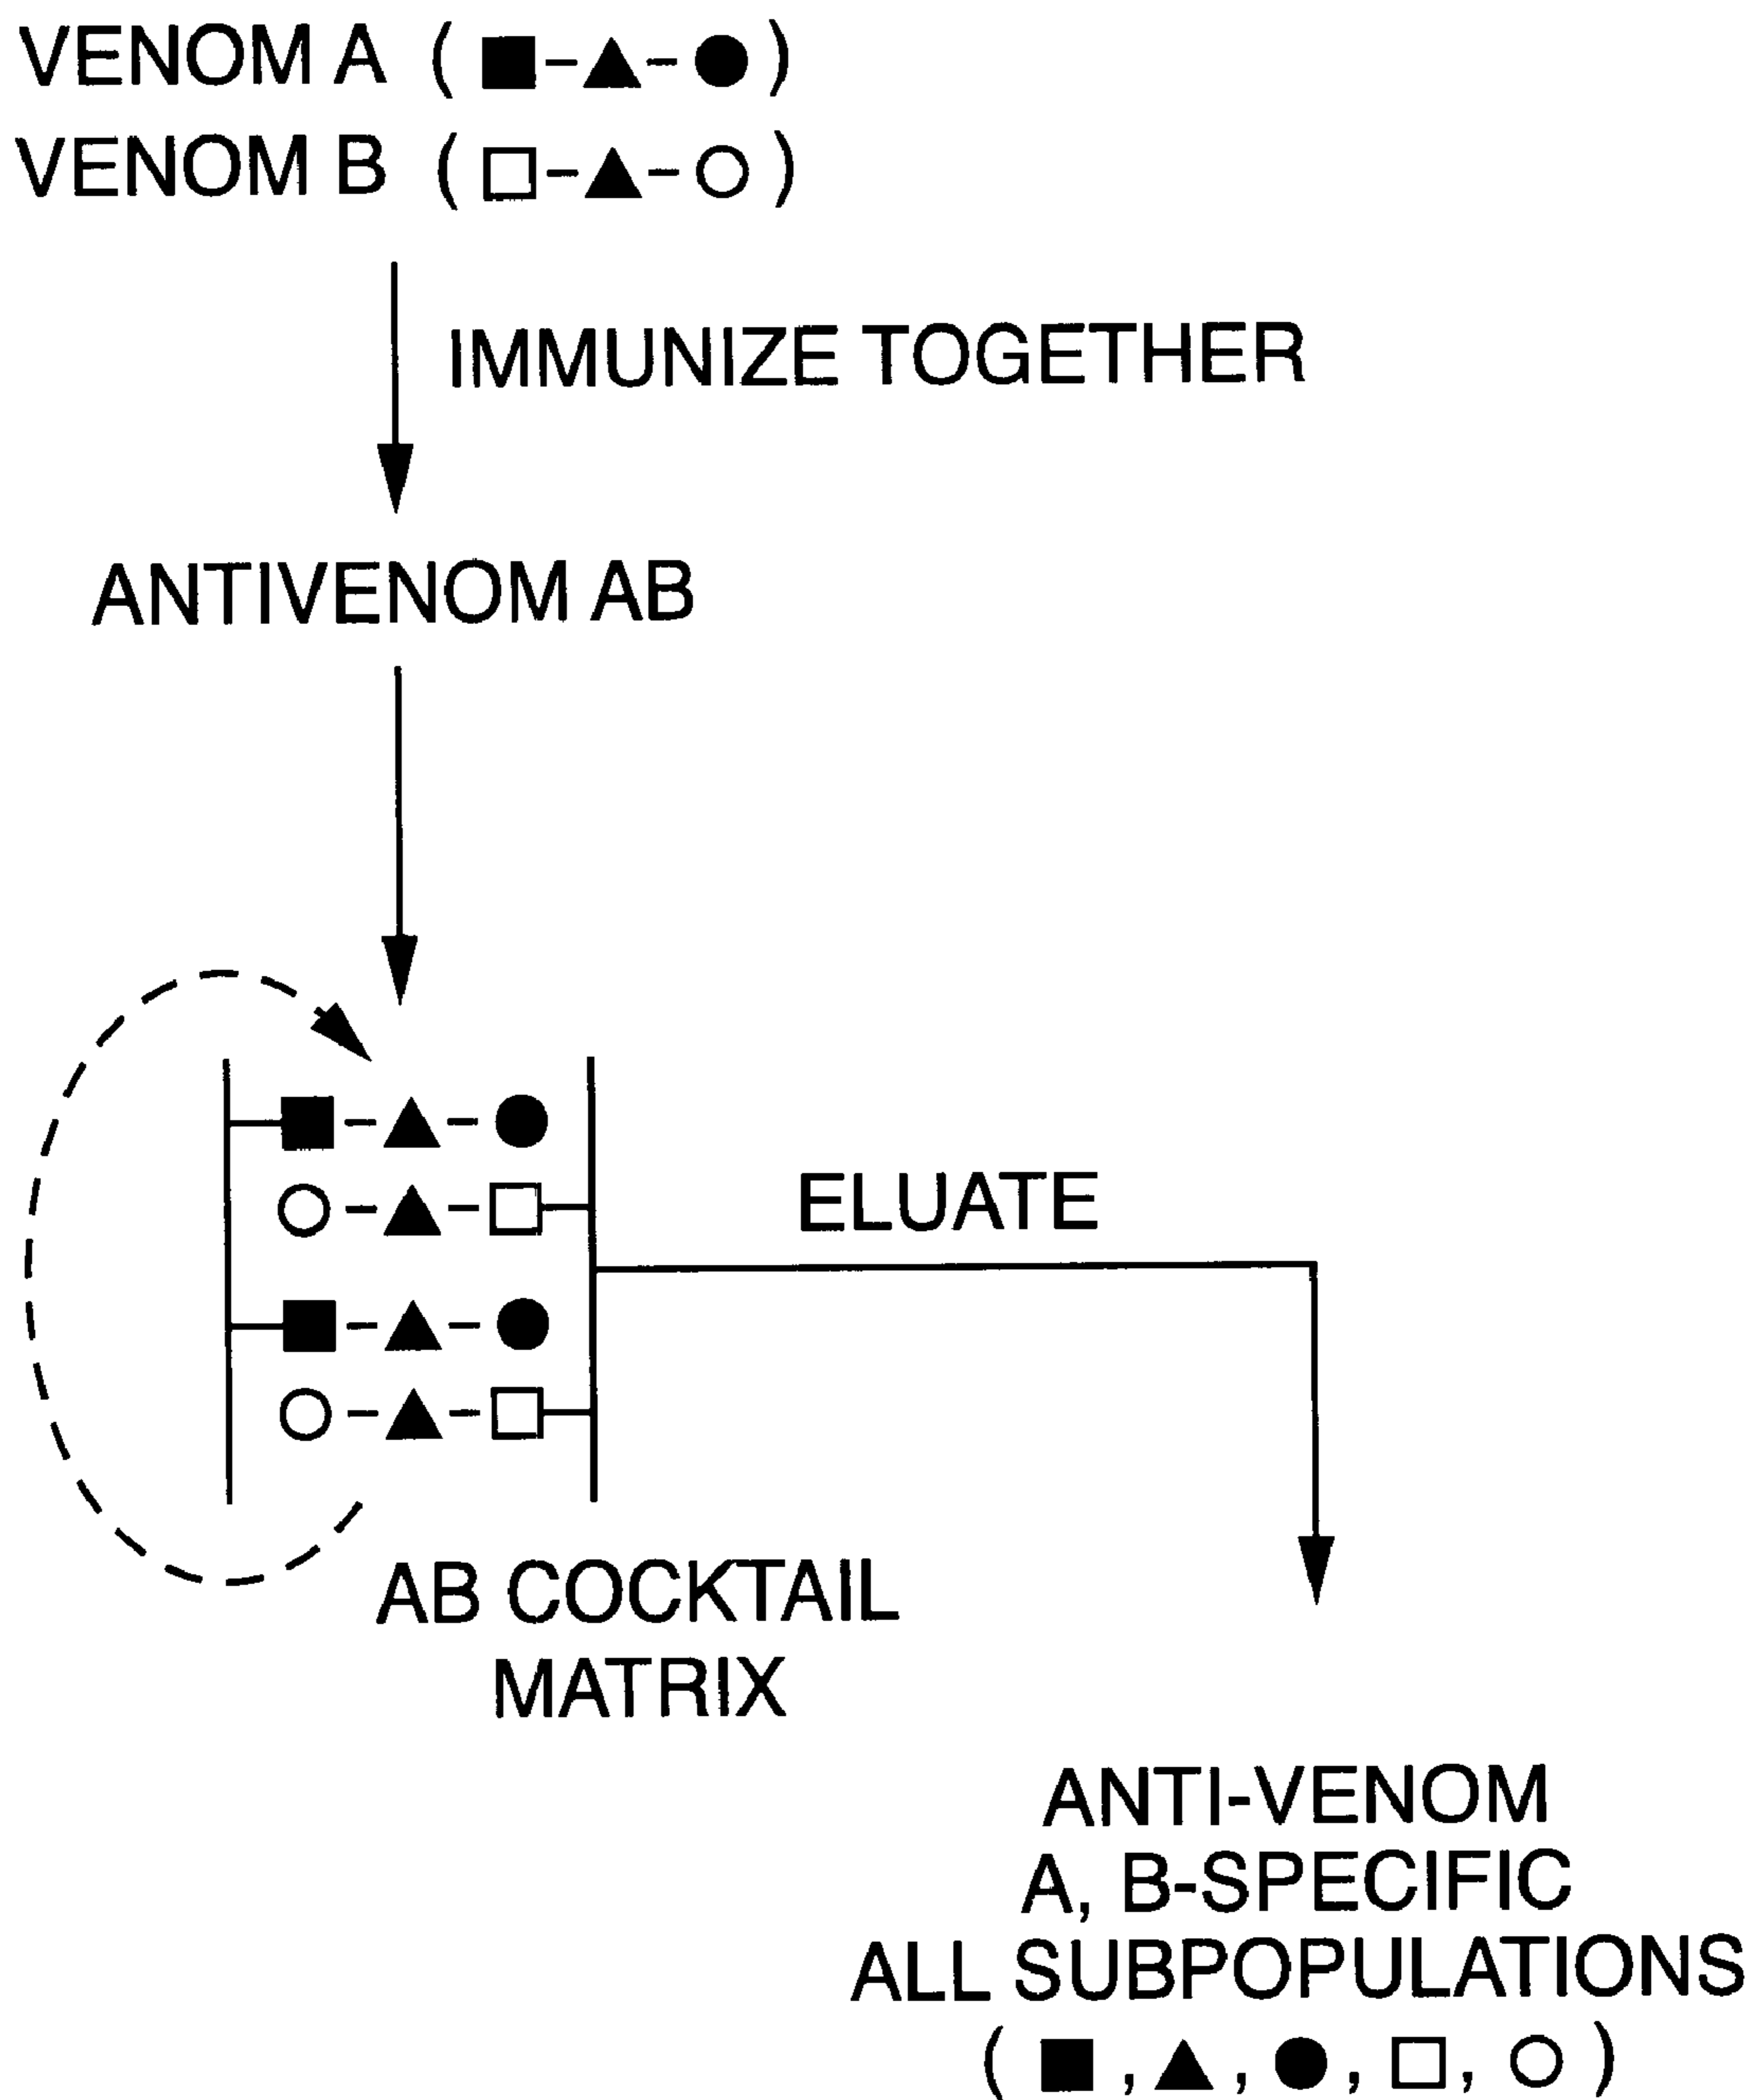 VENOM A (■-▲-●)
VENOM B (□-▲-○)
IMMUNIZE TOGETHER
ANTIVENOM AB
■-▲-●
○-▲-□
ELUATE
■-▲-●
○-▲-□
AB COCKTAIL
MATRIX
ANTI-VENOM
A, B-SPECIFIC
ALL SUBPOPULATIONS
(■,▲,●,□,○)